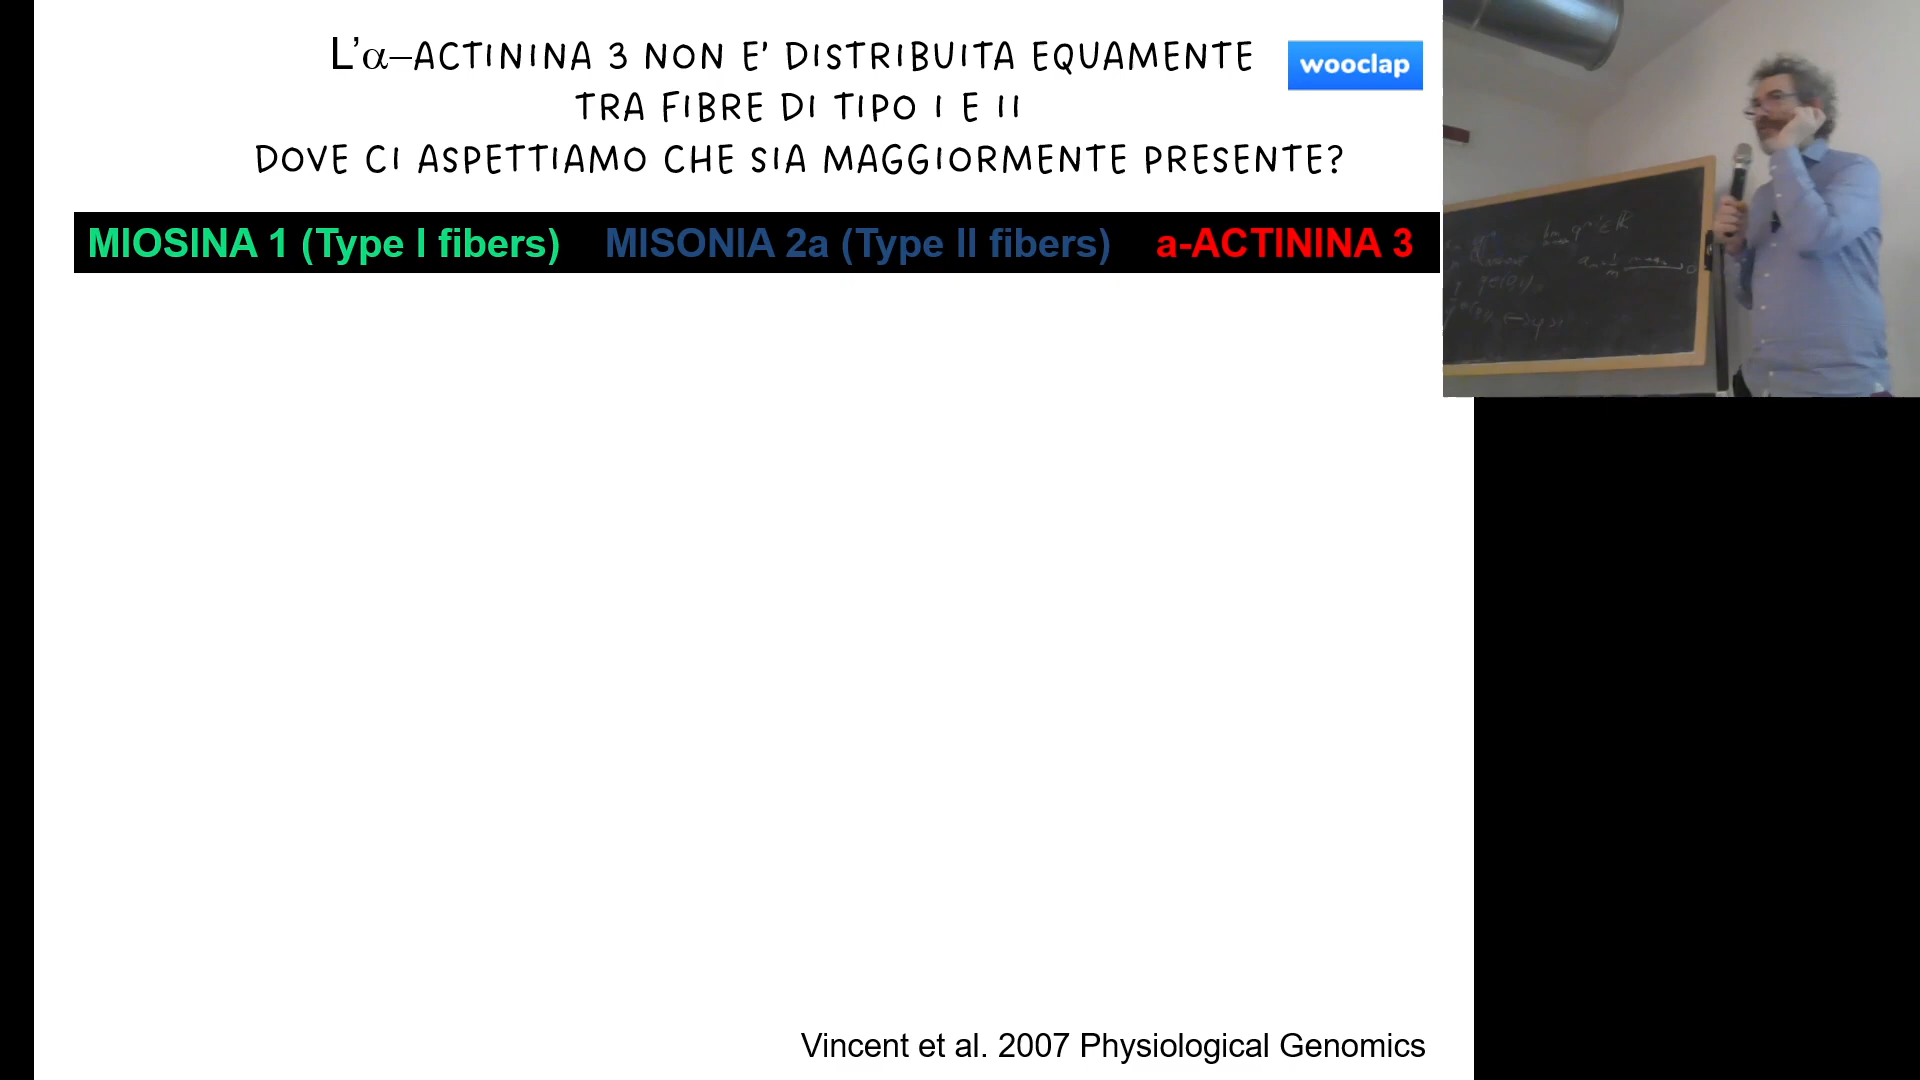 L'α–ACTININA 3 NON E' DISTRIBUITA EQUAMENTE
TRA FIBRE DI TIPO I E II
DOVE CI ASPETTIAMO CHE SIA MAGGIORMENTE PRESENTE?
wooclap
MIOSINA 1 (Type I fibers) MISONIA 2a (Type II fibers) a-ACTININA 3
Vincent et al. 2007 Physiological Genomics